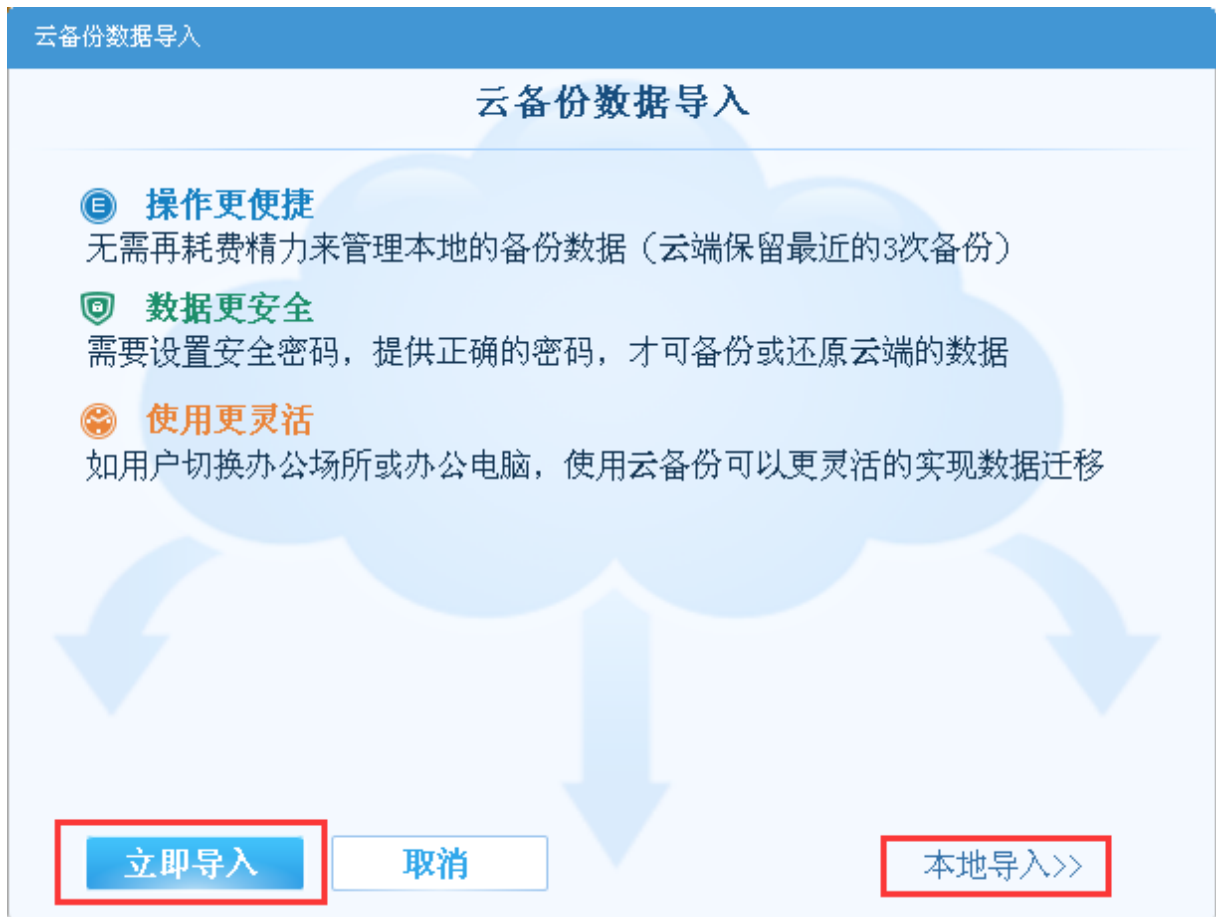 云备份数据导入
云备份数据导入
操作更便捷
无需再耗费精力来管理本地的备份数据（云端保留最近的3次备份）
数据更安全
需要设置安全密码，提供正确的密码，才可备份或还原云端的数据
使用更灵活
如用户切换办公场所或办公电脑，使用云备份可以更灵活的实现数据迁移
立即导入 取消 本地导入>>